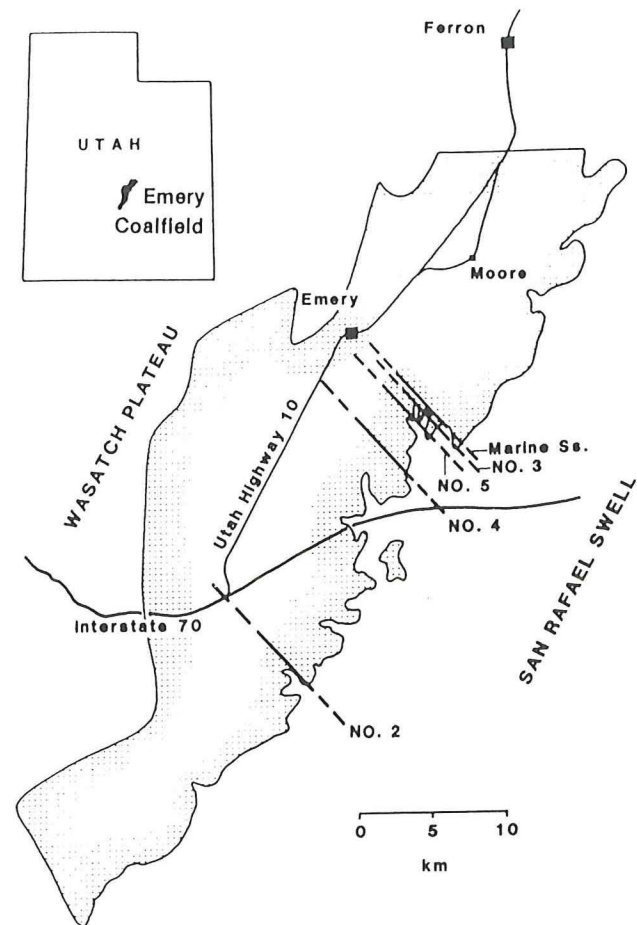 Ferron
UTAH
Emery
Coalfield
Moore
Emery
WASATCH PLATEAU
Utah Highway 10
Marine Ss.
NO. 3
NO. 5
NO. 4
SAN RAFAEL SWELL
Interstate 70
NO. 2
0 5 10
km